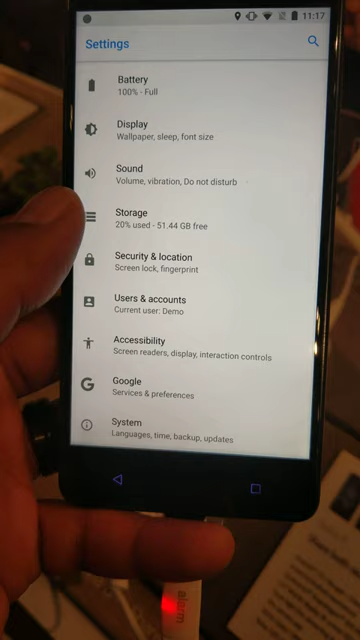 11:17
Settings
Battery
100% - Full
Display
Wallpaper, sleep, font size
Sound
Volume, vibration, Do not disturb
Storage
20% used - 51.44 GB free
Security & location
Screen lock, fingerprint
Users & accounts
Current user: Demo
Accessibility
Screen readers, display, interaction controls
Google
Services & preferences
System
Languages, time, backup, updates
alarm